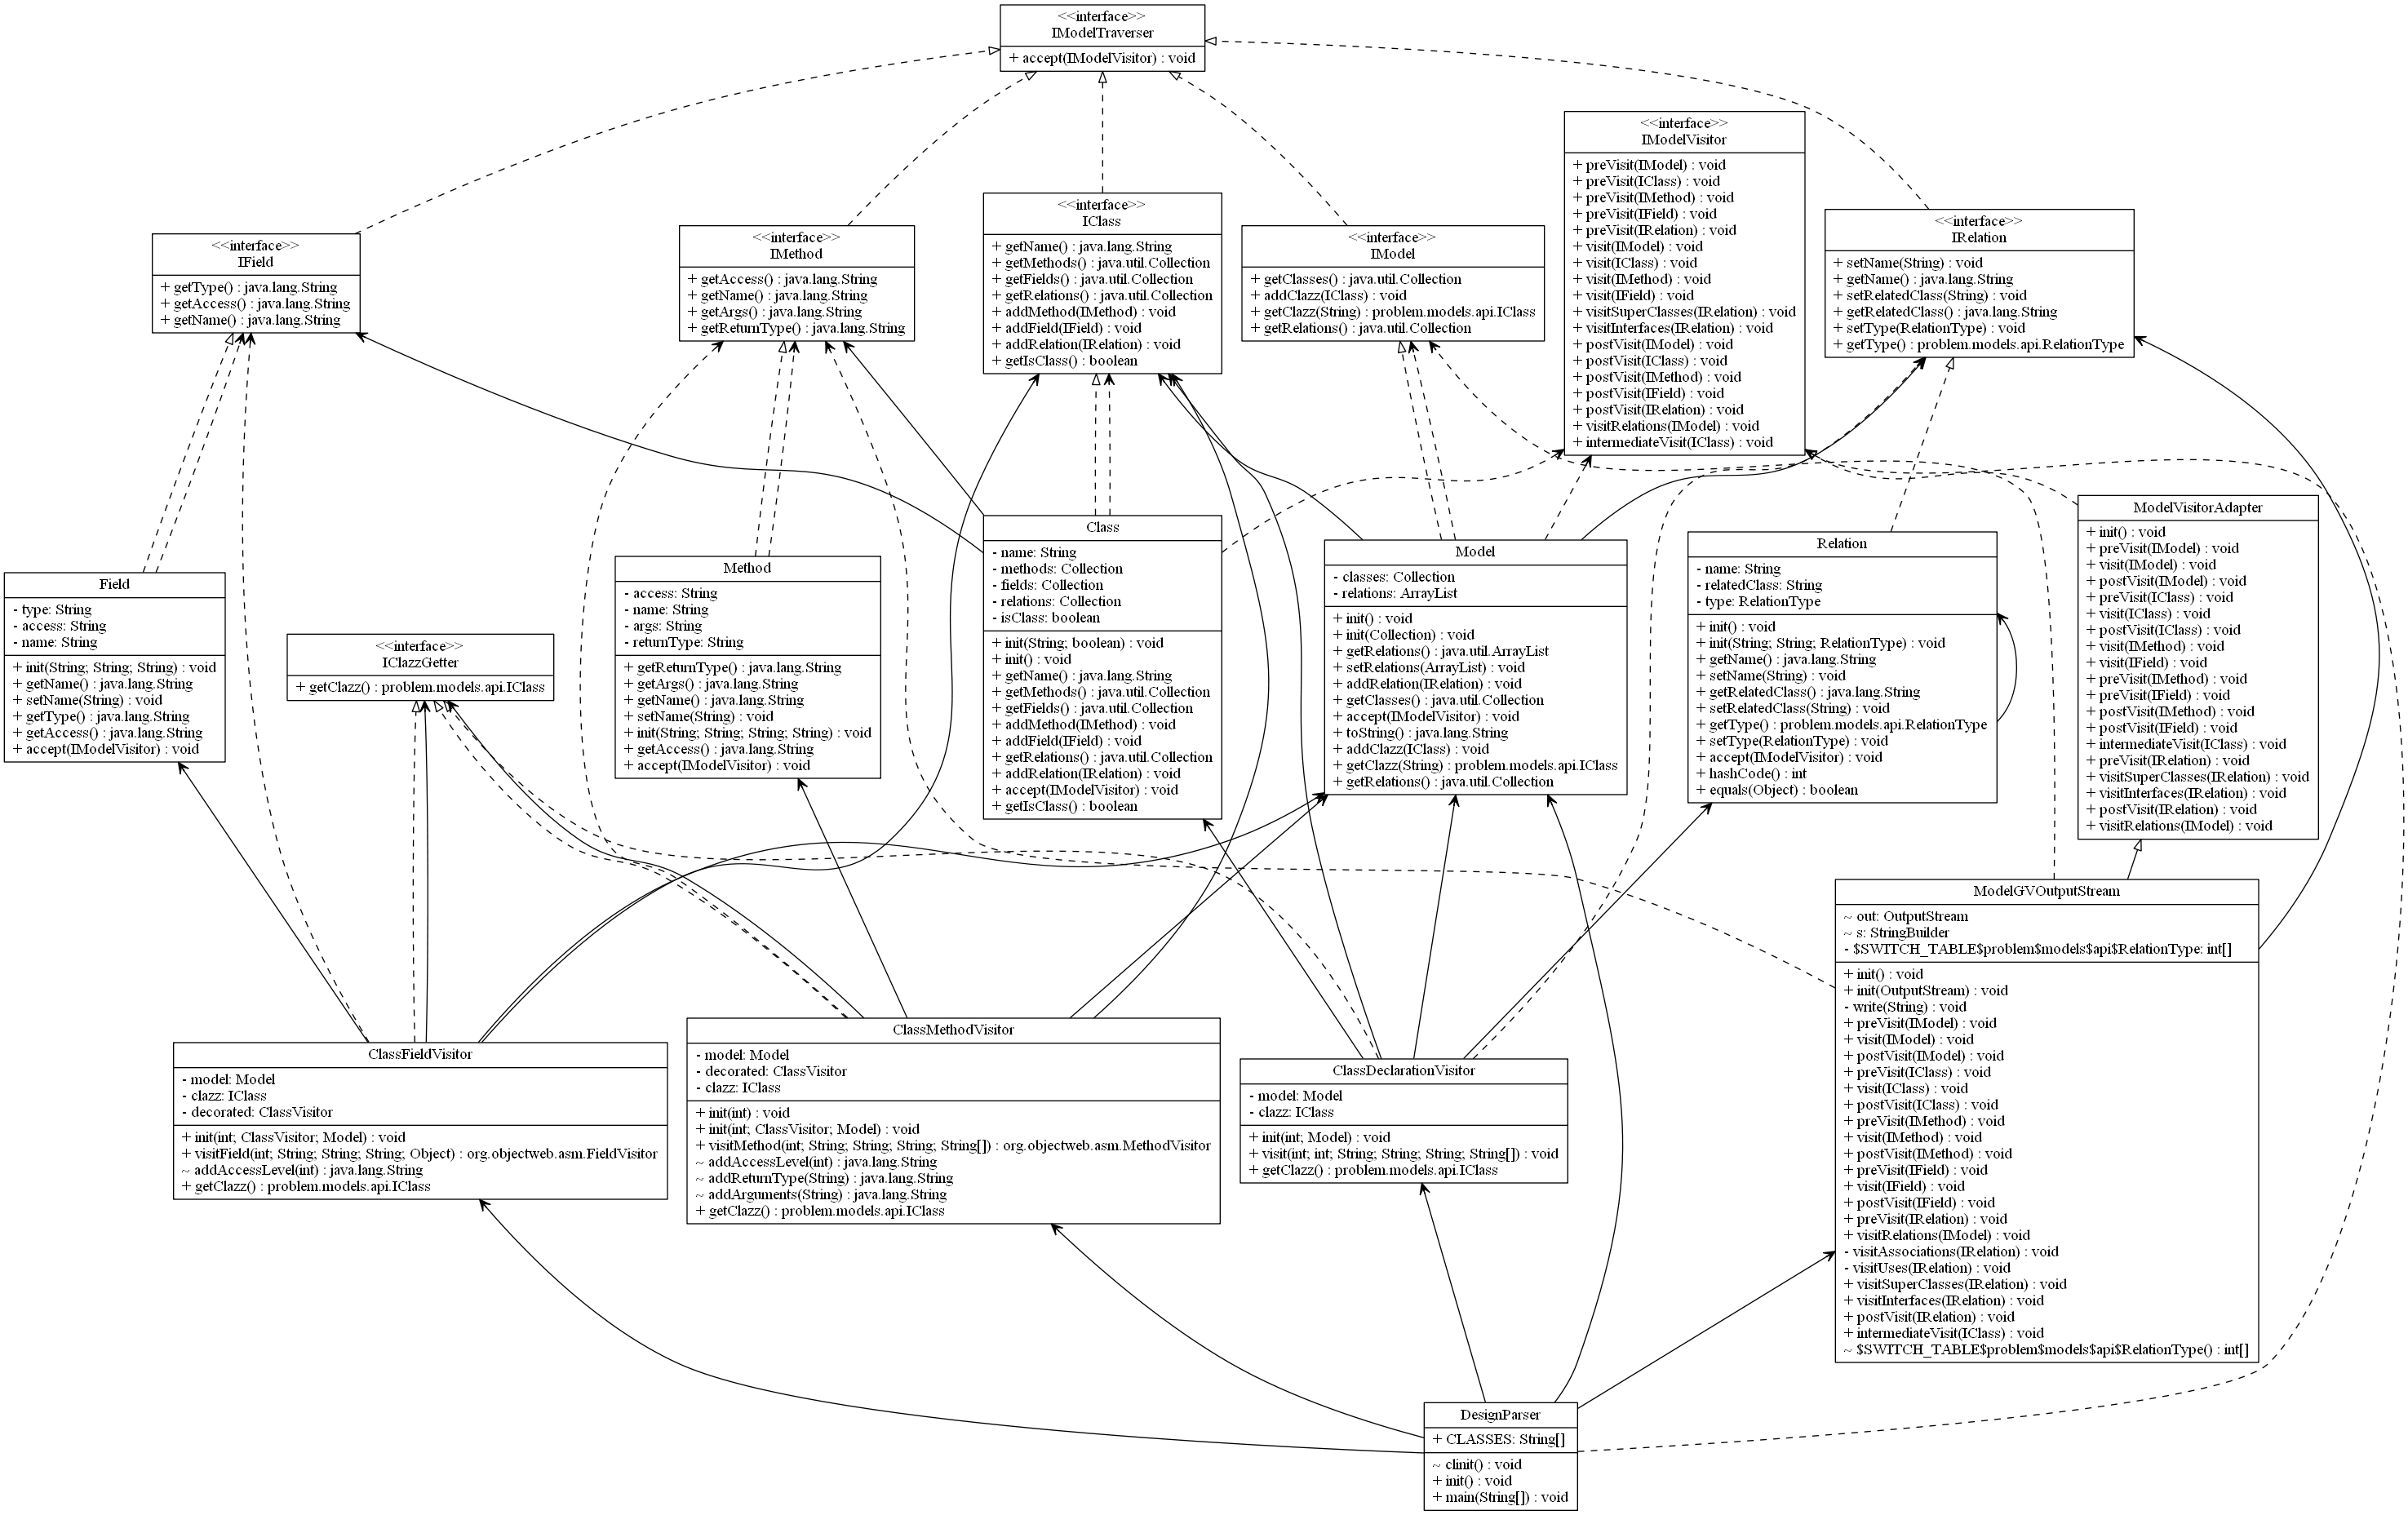 <<interface>>
IModelTraverser
+ accept(IModelVisitor) : void
<<interface>>
IModelVisitor
+ preVisit(IModel) : void
+ preVisit(IClass) : void
+ preVisit(IMethod) : void
+ preVisit(IField) : void
+ preVisit(IRelation) : void
+ visit(IModel) : void
+ visit(IClass) : void
+ visit(IMethod) : void
+ visit(IField) : void
+ visitSuperClasses(IRelation) : void
+ visitInterfaces(IRelation) : void
+ postVisit(IModel) : void
+ postVisit(IClass) : void
+ postVisit(IMethod) : void
+ postVisit(IField) : void
+ postVisit(IRelation) : void
+ visitRelations(IModel) : void
+ intermediateVisit(IClass) : void
<<interface>>
IField
+ getType() : java.lang.String
+ getAccess() : java.lang.String
+ getName() : java.lang.String
<<interface>>
IMethod
+ getAccess() : java.lang.String
+ getName() : java.lang.String
+ getArgs() : java.lang.String
+ getReturnType() : java.lang.String
<<interface>>
IClass
+ getName() : java.lang.String
+ getMethods() : java.util.Collection
+ getFields() : java.util.Collection
+ getRelations() : java.util.Collection
+ addMethod(IMethod) : void
+ addField(IField) : void
+ addRelation(IRelation) : void
+ getIsClass() : boolean
<<interface>>
IModel
+ getClasses() : java.util.Collection
+ addClazz(IClass) : void
+ getClazz(String) : problem.models.api.IClass
+ getRelations() : java.util.Collection
<<interface>>
IRelation
+ setName(String) : void
+ getName() : java.lang.String
+ setRelatedClass(String) : void
+ getRelatedClass() : java.lang.String
+ setType(RelationType) : void
+ getType() : problem.models.api.RelationType
Field
- type: String
- access: String
- name: String
+ init(String; String; String) : void
+ getName() : java.lang.String
+ setName(String) : void
+ getType() : java.lang.String
+ getAccess() : java.lang.String
+ accept(IModelVisitor) : void
<<interface>>
IClazzGetter
+ getClazz() : problem.models.api.IClass
Method
- access: String
- name: String
- args: String
- returnType: String
+ getReturnType() : java.lang.String
+ getArgs() : java.lang.String
+ getName() : java.lang.String
+ setName(String) : void
+ init(String; String; String; String) : void
+ getAccess() : java.lang.String
+ accept(IModelVisitor) : void
Class
- name: String
- methods: Collection
- fields: Collection
- relations: Collection
- isClass: boolean
+ init(String; boolean) : void
+ init() : void
+ getName() : java.lang.String
+ getMethods() : java.util.Collection
+ getFields() : java.util.Collection
+ addMethod(IMethod) : void
+ addField(IField) : void
+ getRelations() : java.util.Collection
+ addRelation(IRelation) : void
+ accept(IModelVisitor) : void
+ getIsClass() : boolean
Model
- classes: Collection
- relations: ArrayList
+ init() : void
+ init(Collection) : void
+ getRelations() : java.util.ArrayList
+ setRelations(ArrayList) : void
+ addRelation(IRelation) : void
+ getClasses() : java.util.Collection
+ accept(IModelVisitor) : void
+ toString() : java.lang.String
+ addClazz(IClass) : void
+ getClazz(String) : problem.models.api.IClass
+ getRelations() : java.util.Collection
Relation
- name: String
- relatedClass: String
- type: RelationType
+ init() : void
+ init(String; String; RelationType) : void
+ getName() : java.lang.String
+ setName(String) : void
+ getRelatedClass() : java.lang.String
+ setRelatedClass(String) : void
+ getType() : problem.models.api.RelationType
+ setType(RelationType) : void
+ accept(IModelVisitor) : void
+ hashCode() : int
+ equals(Object) : boolean
ModelVisitorAdapter
+ init() : void
+ preVisit(IModel) : void
+ visit(IModel) : void
+ postVisit(IModel) : void
+ preVisit(IClass) : void
+ visit(IClass) : void
+ postVisit(IClass) : void
+ visit(IMethod) : void
+ visit(IField) : void
+ preVisit(IMethod) : void
+ preVisit(IField) : void
+ postVisit(IMethod) : void
+ postVisit(IField) : void
+ intermediateVisit(IClass) : void
+ preVisit(IRelation) : void
+ visitSuperClasses(IRelation) : void
+ visitInterfaces(IRelation) : void
+ postVisit(IRelation) : void
+ visitRelations(IModel) : void
ClassFieldVisitor
- model: Model
- clazz: IClass
- decorated: ClassVisitor
+ init(int; ClassVisitor; Model) : void
+ visitField(int; String; String; String; Object) : org.objectweb.asm.FieldVisitor
~ addAccessLevel(int) : java.lang.String
+ getClazz() : problem.models.api.IClass
ClassMethodVisitor
- model: Model
- decorated: ClassVisitor
- clazz: IClass
+ init(int) : void
+ init(int; ClassVisitor; Model) : void
+ visitMethod(int; String; String; String; String[]) : org.objectweb.asm.MethodVisitor
~ addAccessLevel(int) : java.lang.String
~ addReturnType(String) : java.lang.String
~ addArguments(String) : java.lang.String
+ getClazz() : problem.models.api.IClass
ClassDeclarationVisitor
- model: Model
- clazz: IClass
+ init(int; Model) : void
+ visit(int; int; String; String; String; String[]) : void
+ getClazz() : problem.models.api.IClass
ModelGVOutputStream
~ out: OutputStream
~ s: StringBuilder
- $SWITCH_TABLE$problem$models$api$RelationType: int[]
+ init() : void
+ init(OutputStream) : void
- write(String) : void
+ preVisit(IModel) : void
+ visit(IModel) : void
+ postVisit(IModel) : void
+ preVisit(IClass) : void
+ visit(IClass) : void
+ postVisit(IClass) : void
+ preVisit(IMethod) : void
+ visit(IMethod) : void
+ postVisit(IMethod) : void
+ preVisit(IField) : void
+ visit(IField) : void
+ postVisit(IField) : void
+ preVisit(IRelation) : void
+ visitRelations(IModel) : void
- visitAssociations(IRelation) : void
- visitUses(IRelation) : void
+ visitSuperClasses(IRelation) : void
+ visitInterfaces(IRelation) : void
+ postVisit(IRelation) : void
+ intermediateVisit(IClass) : void
~ $SWITCH_TABLE$problem$models$api$RelationType() : int[]
DesignParser
+ CLASSES: String[]
~ clinit() : void
+ init() : void
+ main(String[]) : void